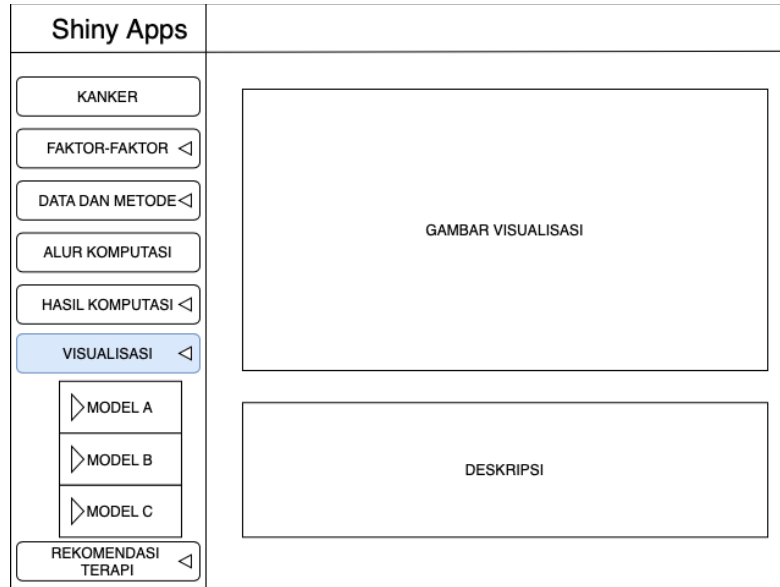 Shiny Apps
KANKER
FAKTOR-FAKTOR
DATA DAN METODE
ALUR KOMPUTASI
HASIL KOMPUTASI
VISUALISASI
MODEL A
MODEL B
MODEL C
REKOMENDASI
TERAPI
GAMBAR VISUALISASI
DESKRIPSI